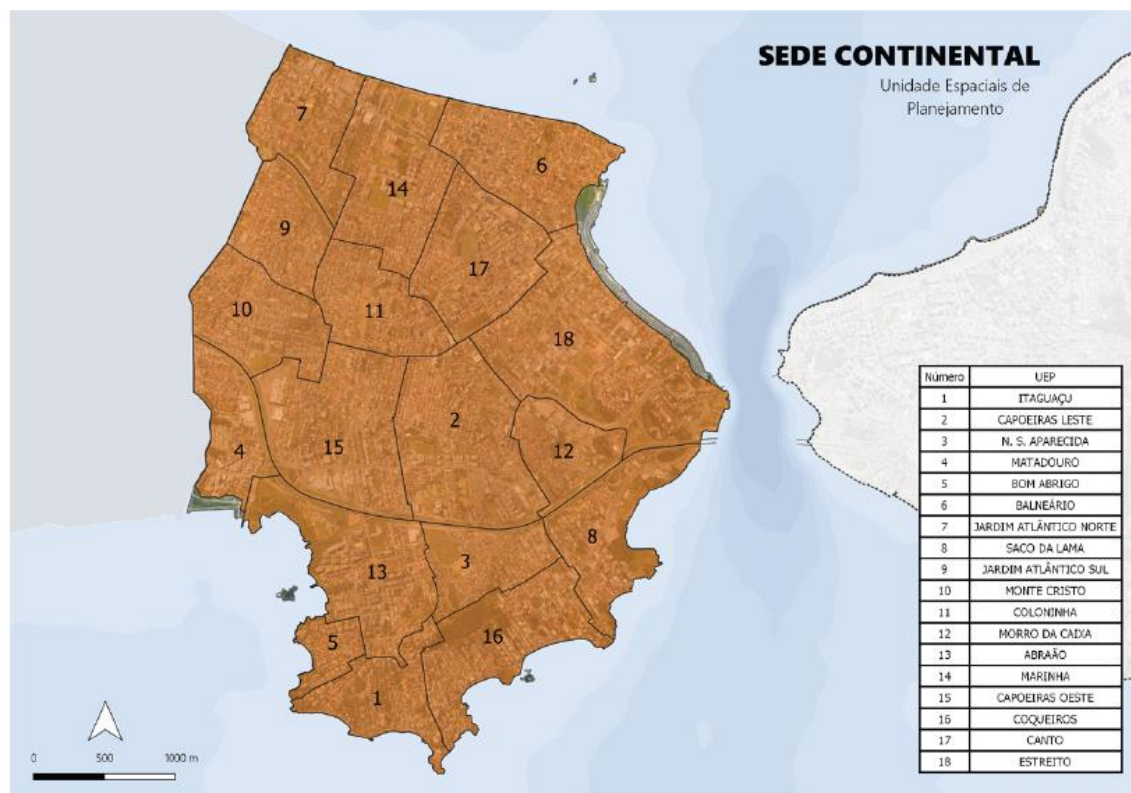 SEDE CONTINENTAL
Unidade Espaciais de
Planejamento
7
14
6
9
17
10
11
18
2
15
4
12
8
3
13
16
5
1
Número UEP
1 ITAGUAÇU
2 CAPOEIRAS LESTE
3 N. S. APARECIDA
4 MATADOURO
5 BOM ABRIGO
6 BALNEÁRIO
7 JARDIM ATLÂNTICO NORTE
8 SACO DA LAMA
9 JARDIM ATLÂNTICO SUL
10 MONTE CRISTO
11 COLONINHA
12 MORRO DA CAIXA
13 ABRAÃO
14 MARINHA
15 CAPOEIRAS OESTE
16 COQUEIROS
17 CANTO
18 ESTREITO
0 500 1000 m